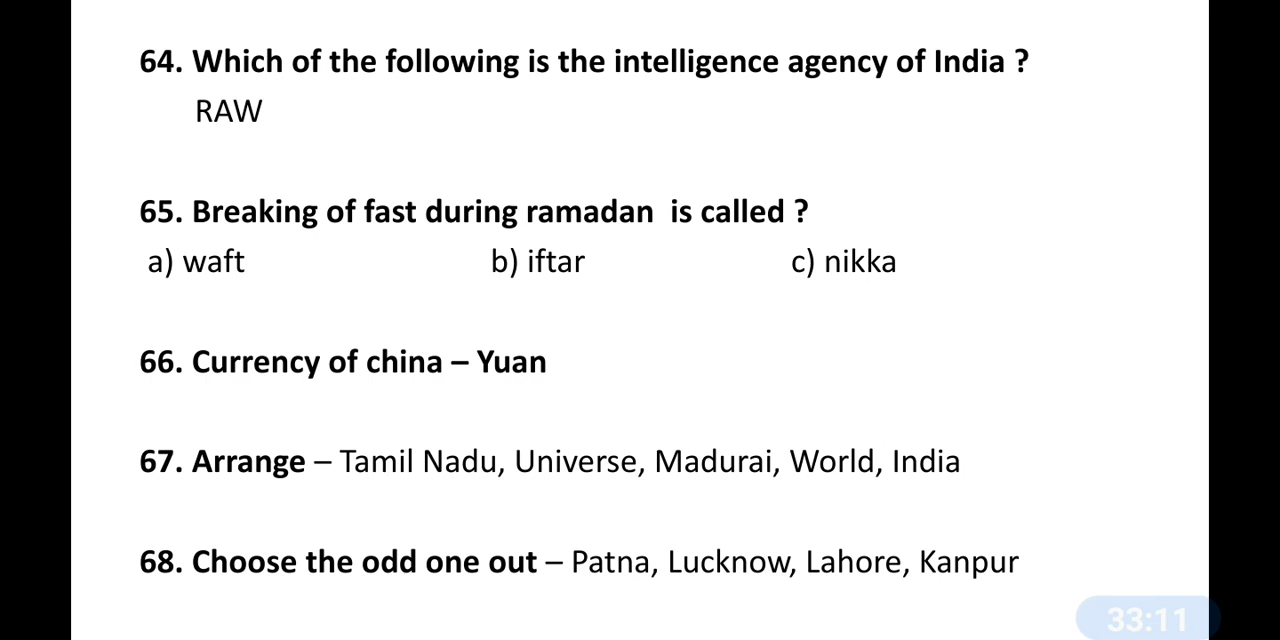 64. Which of the following is the intelligence agency of India ?
RAW
65. Breaking of fast during ramadan is called ?
a) waft b) iftar c) nikka
66. Currency of china – Yuan
67. Arrange – Tamil Nadu, Universe, Madurai, World, India
68. Choose the odd one out – Patna, Lucknow, Lahore, Kanpur
33:11